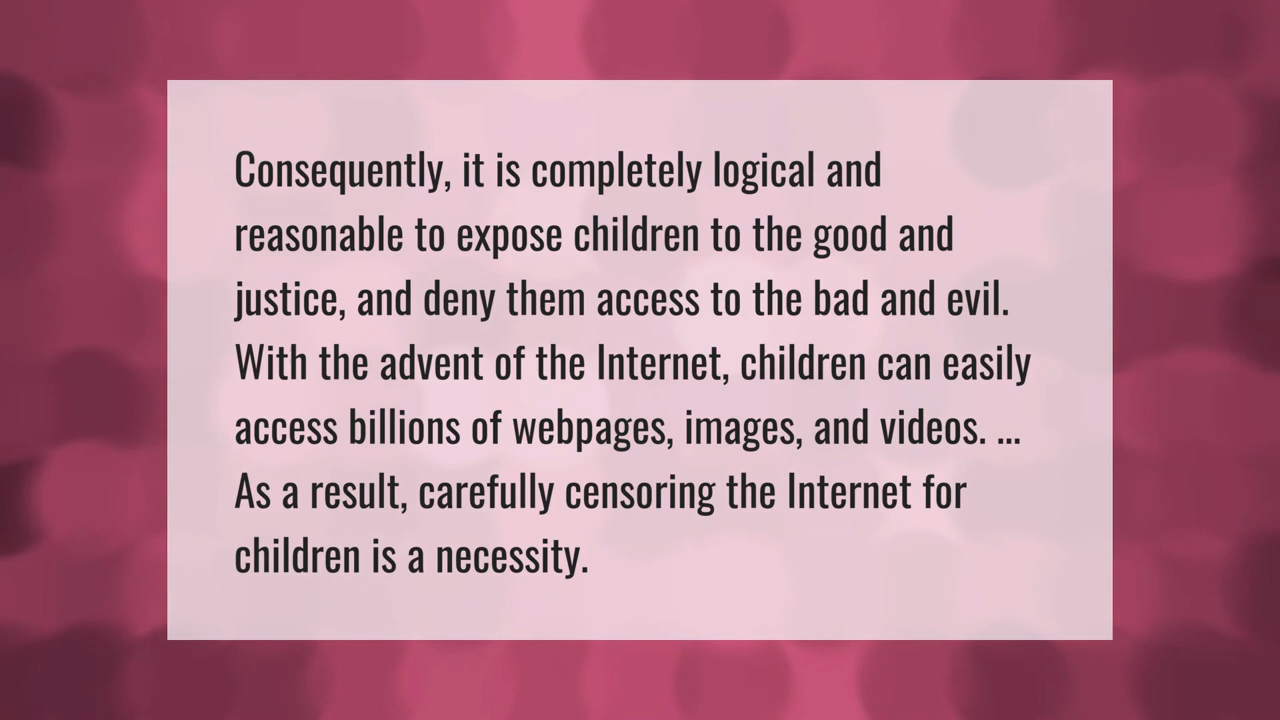 Consequently, it is completely logical and
reasonable to expose children to the good and
justice, and deny them access to the bad and evil.
With the advent of the Internet, children can easily
access billions of webpages, images, and videos. ...
As a result, carefully censoring the Internet for
children is a necessity.